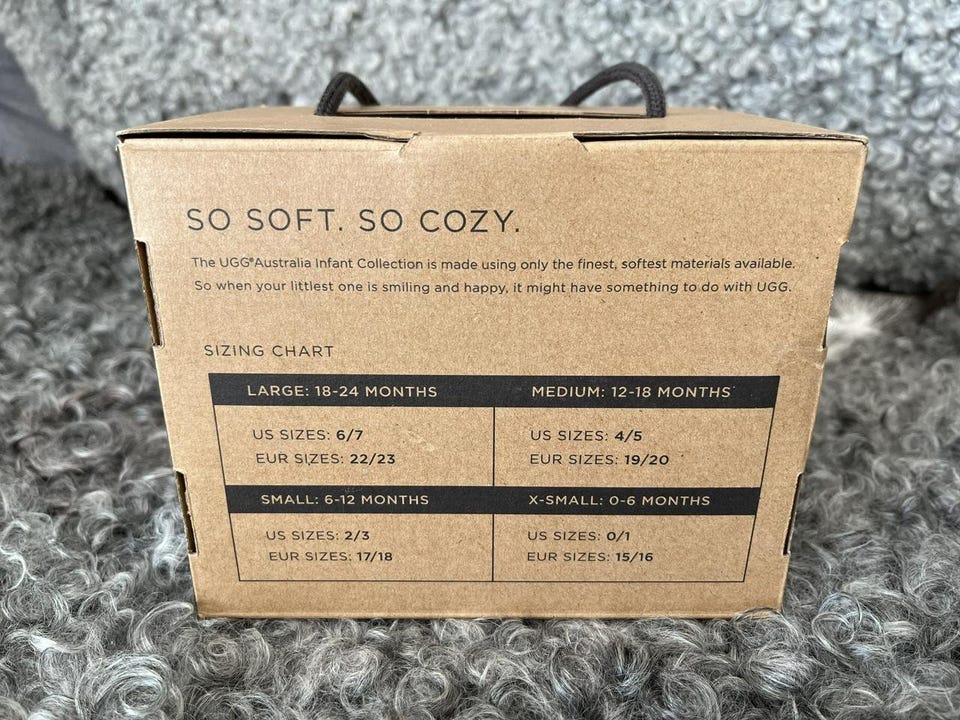 SO SOFT. SO COZY.
The UGG®Australia Infant Collection is made using only the finest, softest materials available.
So when your littlest one is smiling and happy, it might have something to do with UGG.
SIZING CHART
LARGE: 18-24 MONTHS
US SIZES: 6/7
EUR SIZES: 22/23
MEDIUM: 12-18 MONTHS
US SIZES: 4/5
EUR SIZES: 19/20
SMALL: 6-12 MONTHS
US SIZES: 2/3
EUR SIZES: 17/18
X-SMALL: 0-6 MONTHS
US SIZES: 0/1
EUR SIZES: 15/16